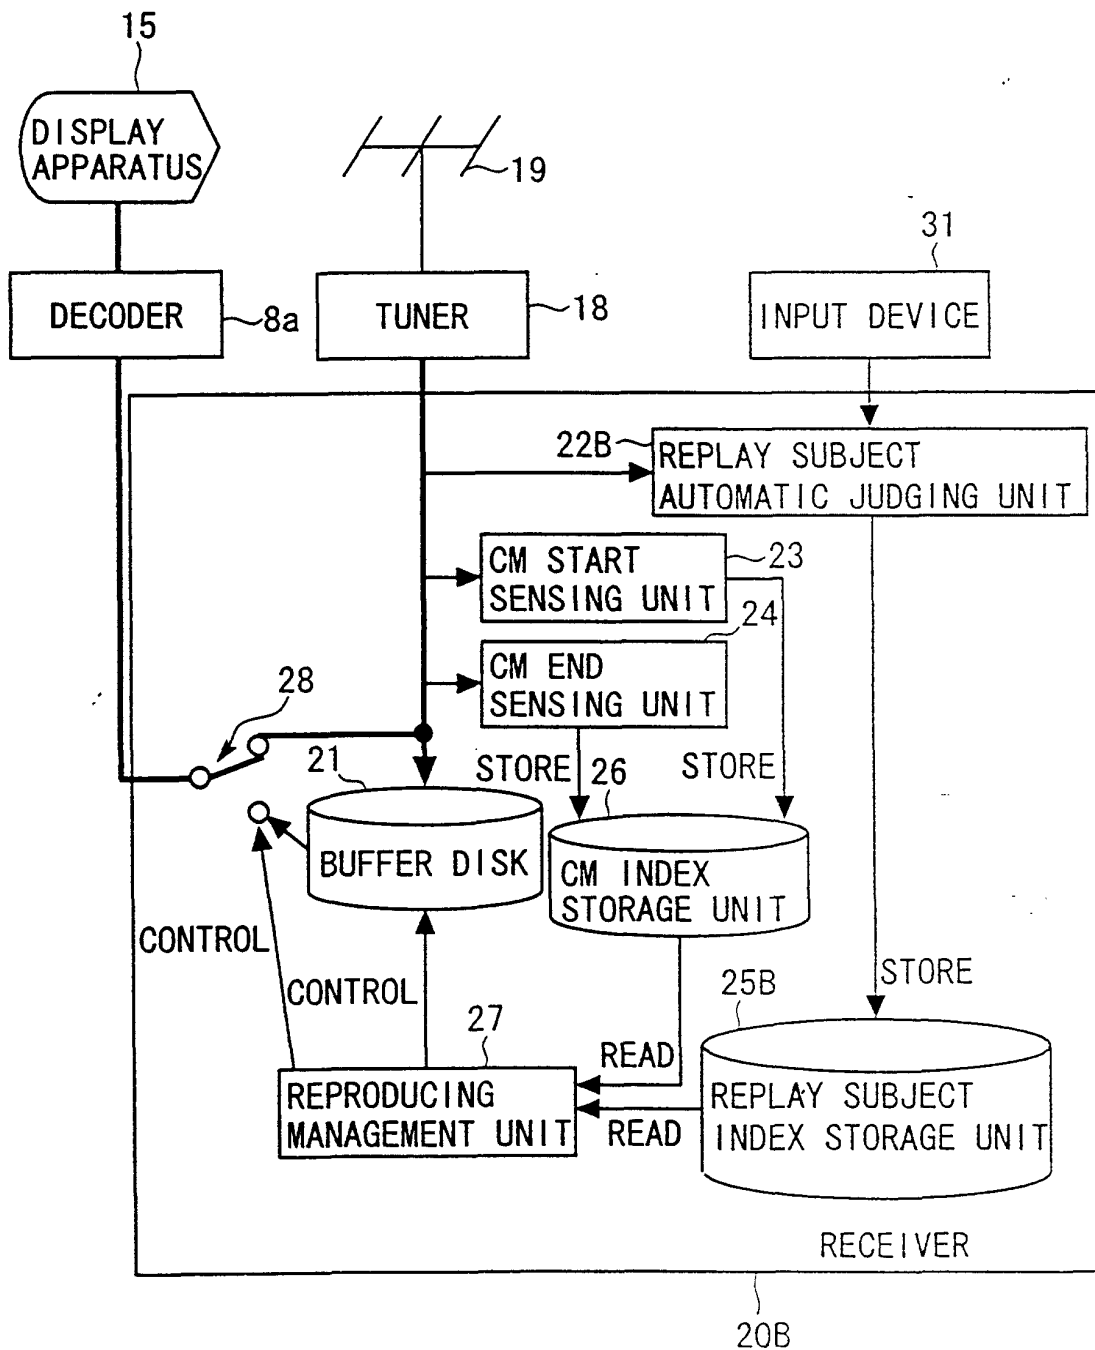 15
DISPLAY
APPARATUS
19
31
DECODER
8a
TUNER
18
INPUT DEVICE
22B
REPLAY SUBJECT
AUTOMATIC JUDGING UNIT
CM START
SENSING UNIT
23
24
CM END
SENSING UNIT
28
21
STORE
26
STORE
BUFFER DISK
CM INDEX
STORAGE UNIT
CONTROL
CONTROL
STORE
25B
27
READ
REPRODUCING
MANAGEMENT UNIT
READ
REPLAY SUBJECT
INDEX STORAGE UNIT
RECEIVER
20B